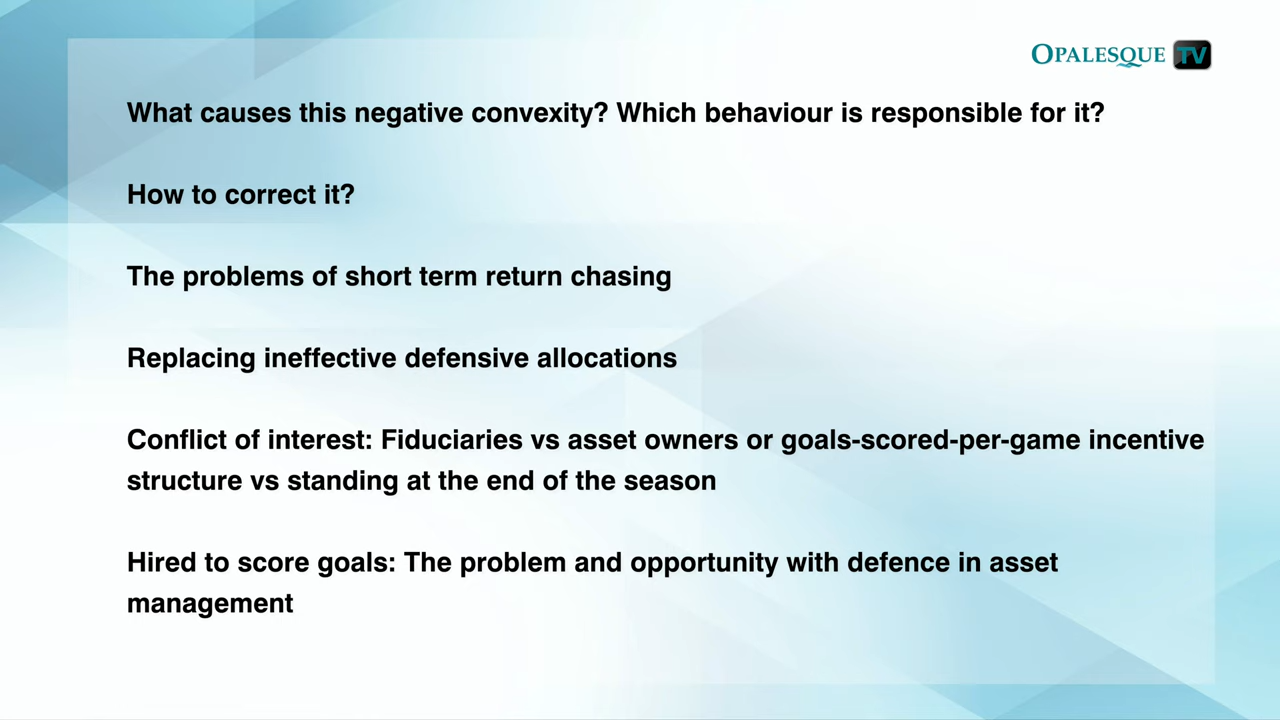 OPALESQUE TV
What causes this negative convexity? Which behaviour is responsible for it?
How to correct it?
The problems of short term return chasing
Replacing ineffective defensive allocations
Conflict of interest: Fiduciaries vs asset owners or goals-scored-per-game incentive
structure vs standing at the end of the season
Hired to score goals: The problem and opportunity with defence in asset
management